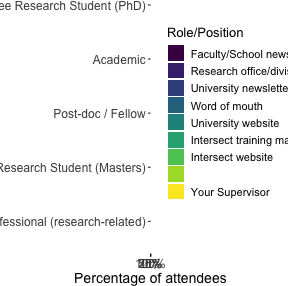 ee Research Student (PhD)
Academic
Post-doc / Fellow
Research Student (Masters)
fessional (research-related)
Percentage of attendees
Role/Position
Faculty/School news
Research office/divis
University newslette
Word of mouth
University website
Intersect training ma
Intersect website
Your Supervisor